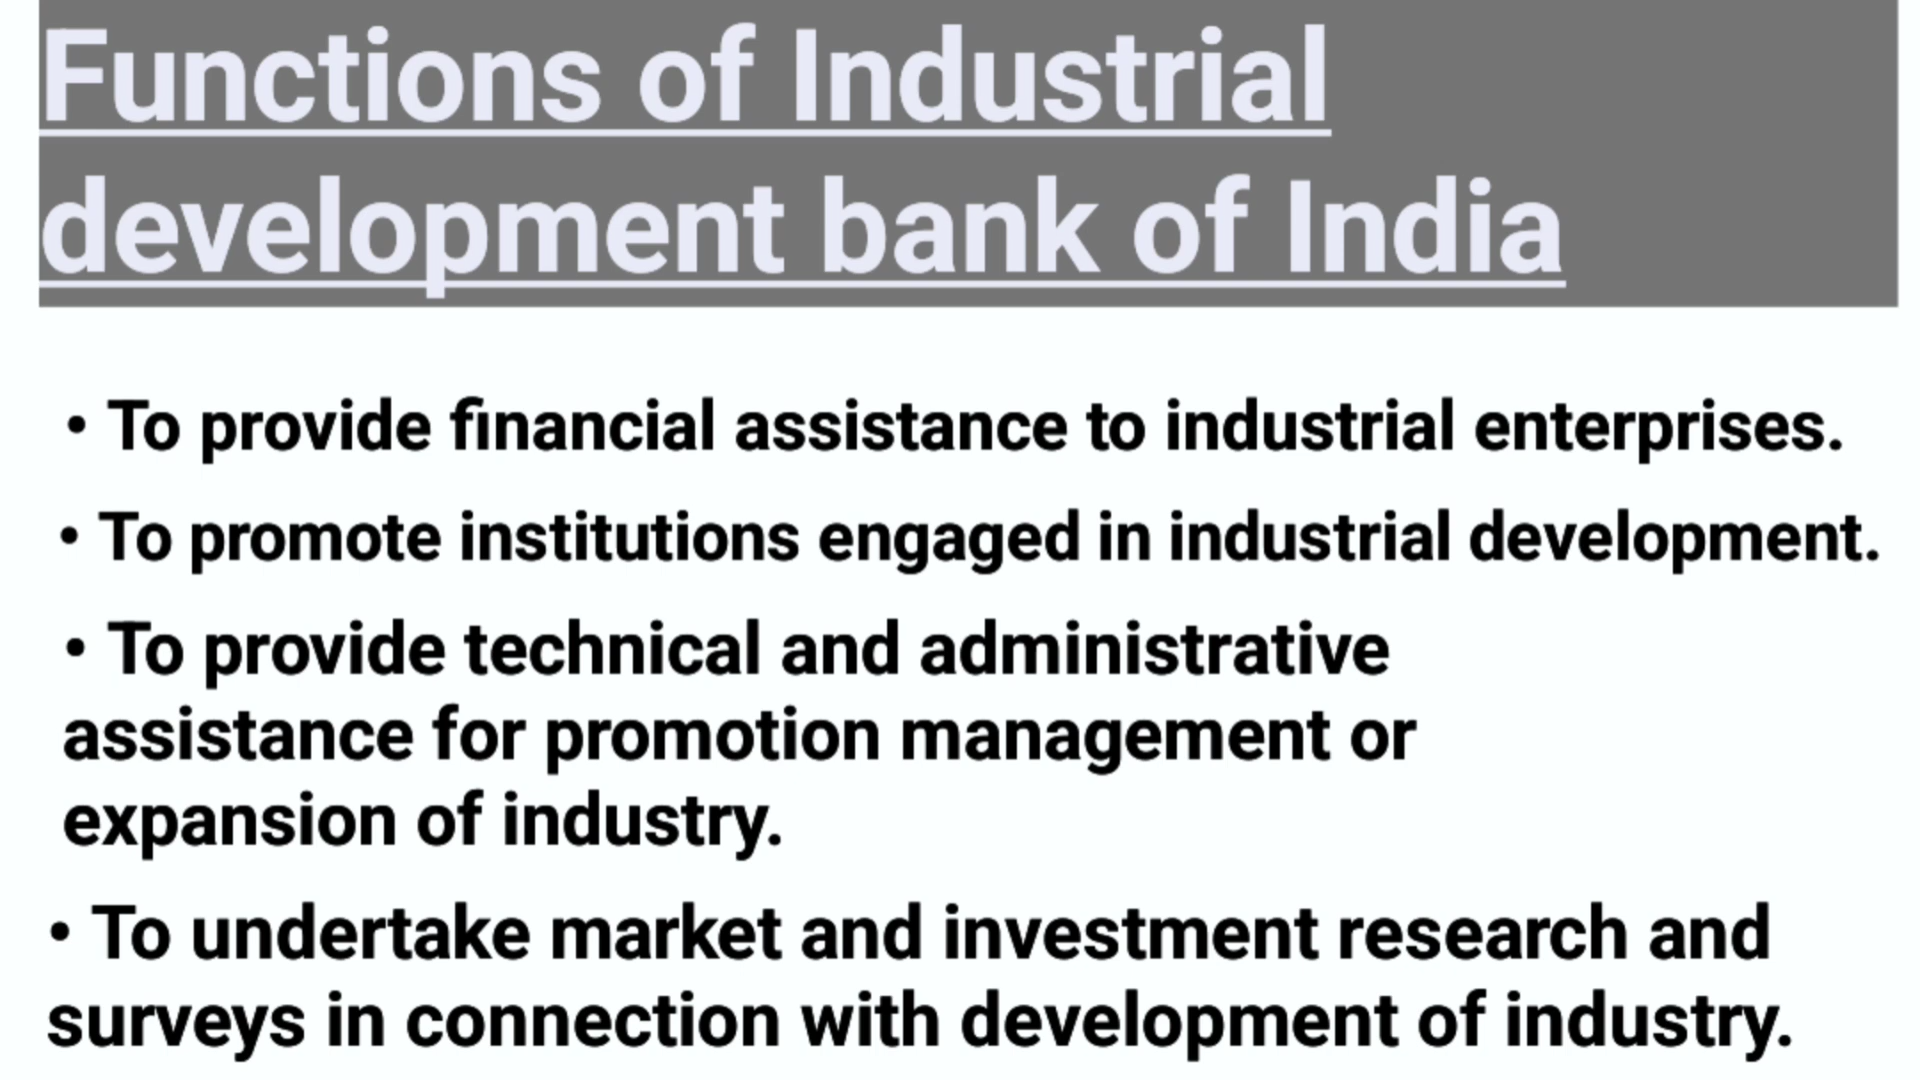 Functions of Industrial
development bank of India
• To provide financial assistance to industrial enterprises.
• To promote institutions engaged in industrial development.
• To provide technical and administrative
assistance for promotion management or
expansion of industry.
• To undertake market and investment research and
surveys in connection with development of industry.